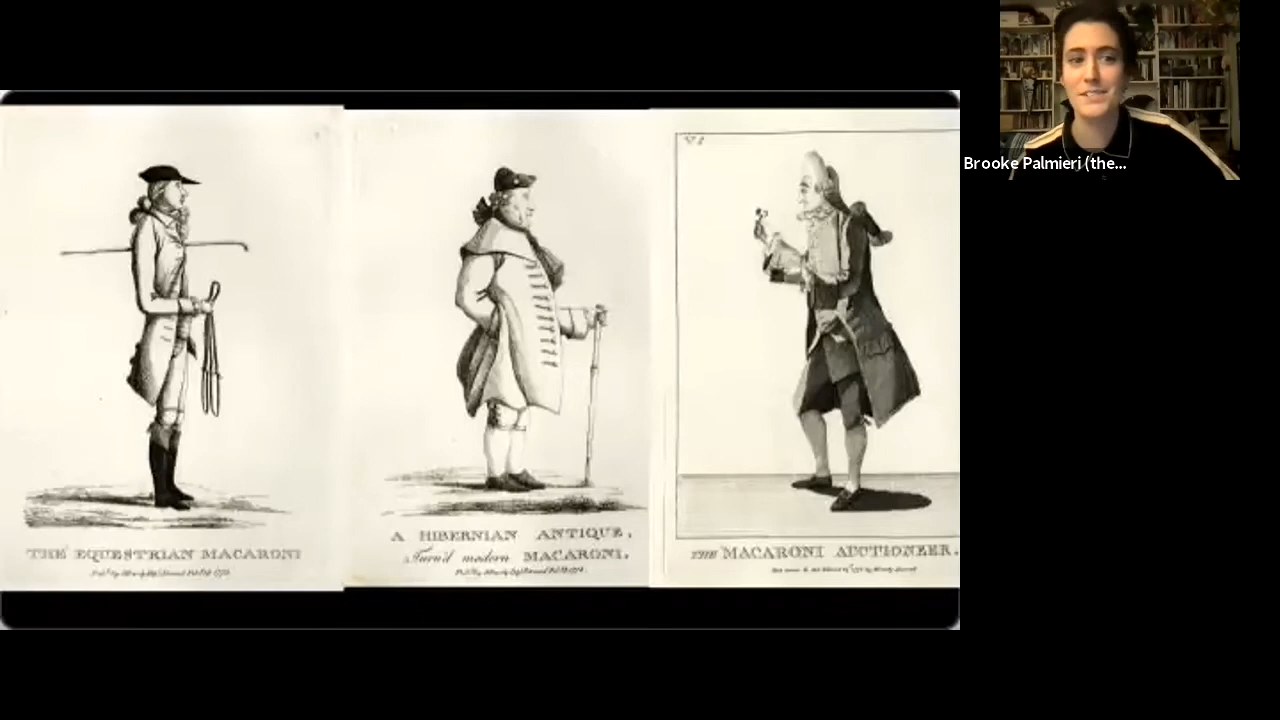 THE EQUESTRIAN MACARONI
A HIBERNIAN ANTIQUE,
Turn'd modern MACARONI.
THE MACARONI AUCTIONEER.
Brooke Palmieri (the...